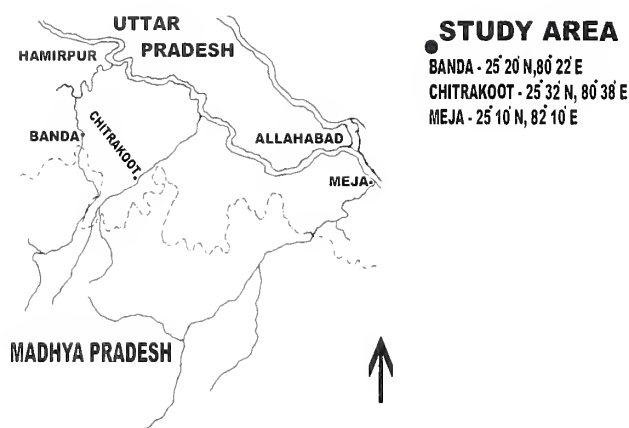 UTTAR
PRADESH
HAMIRPUR
BANDA
CHITRAKOOT
ALLAHABAD
MEJA
MADHYA PRADESH
STUDY AREA
BANDA - 25° 20' N, 80° 22' E
CHITRAKOOT - 25° 32' N, 80° 38' E
MEJA - 25° 10' N, 82° 10' E